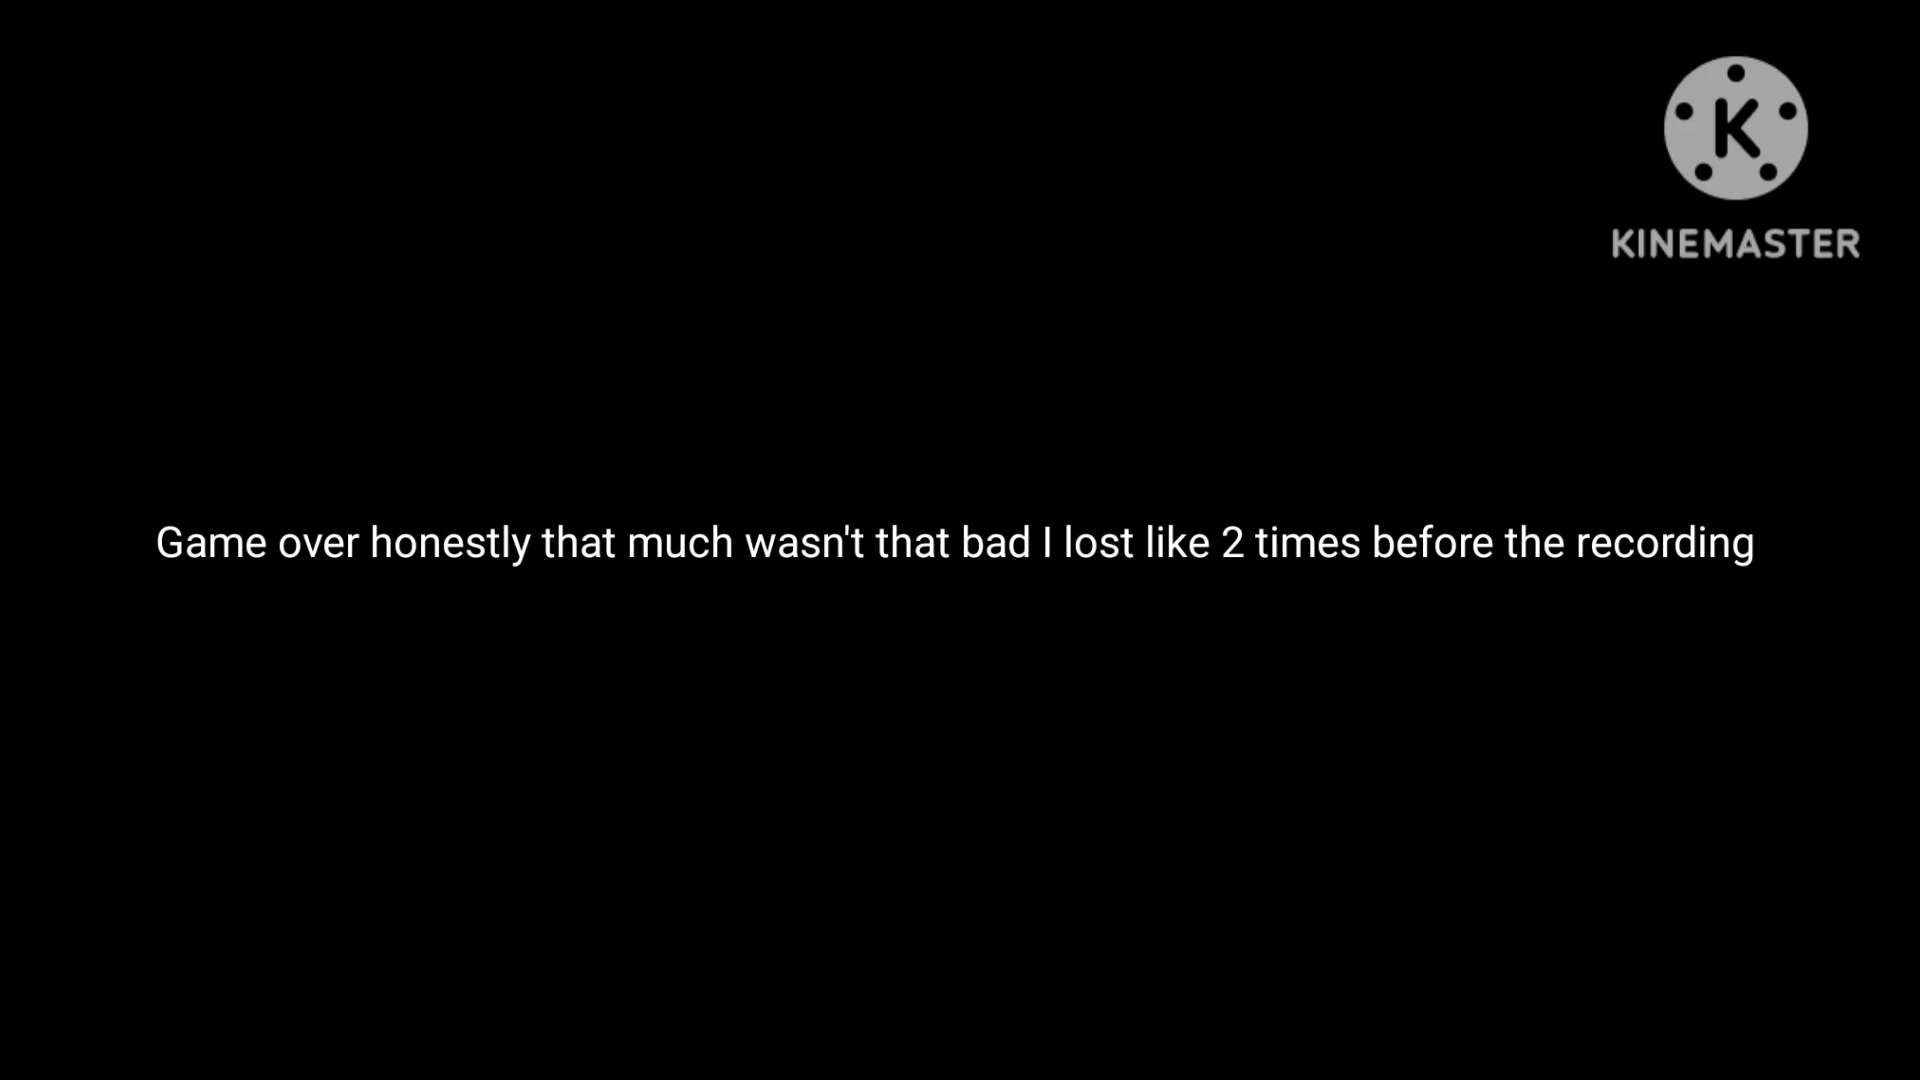 K
KINEMASTER
Game over honestly that much wasn't that bad I lost like 2 times before the recording